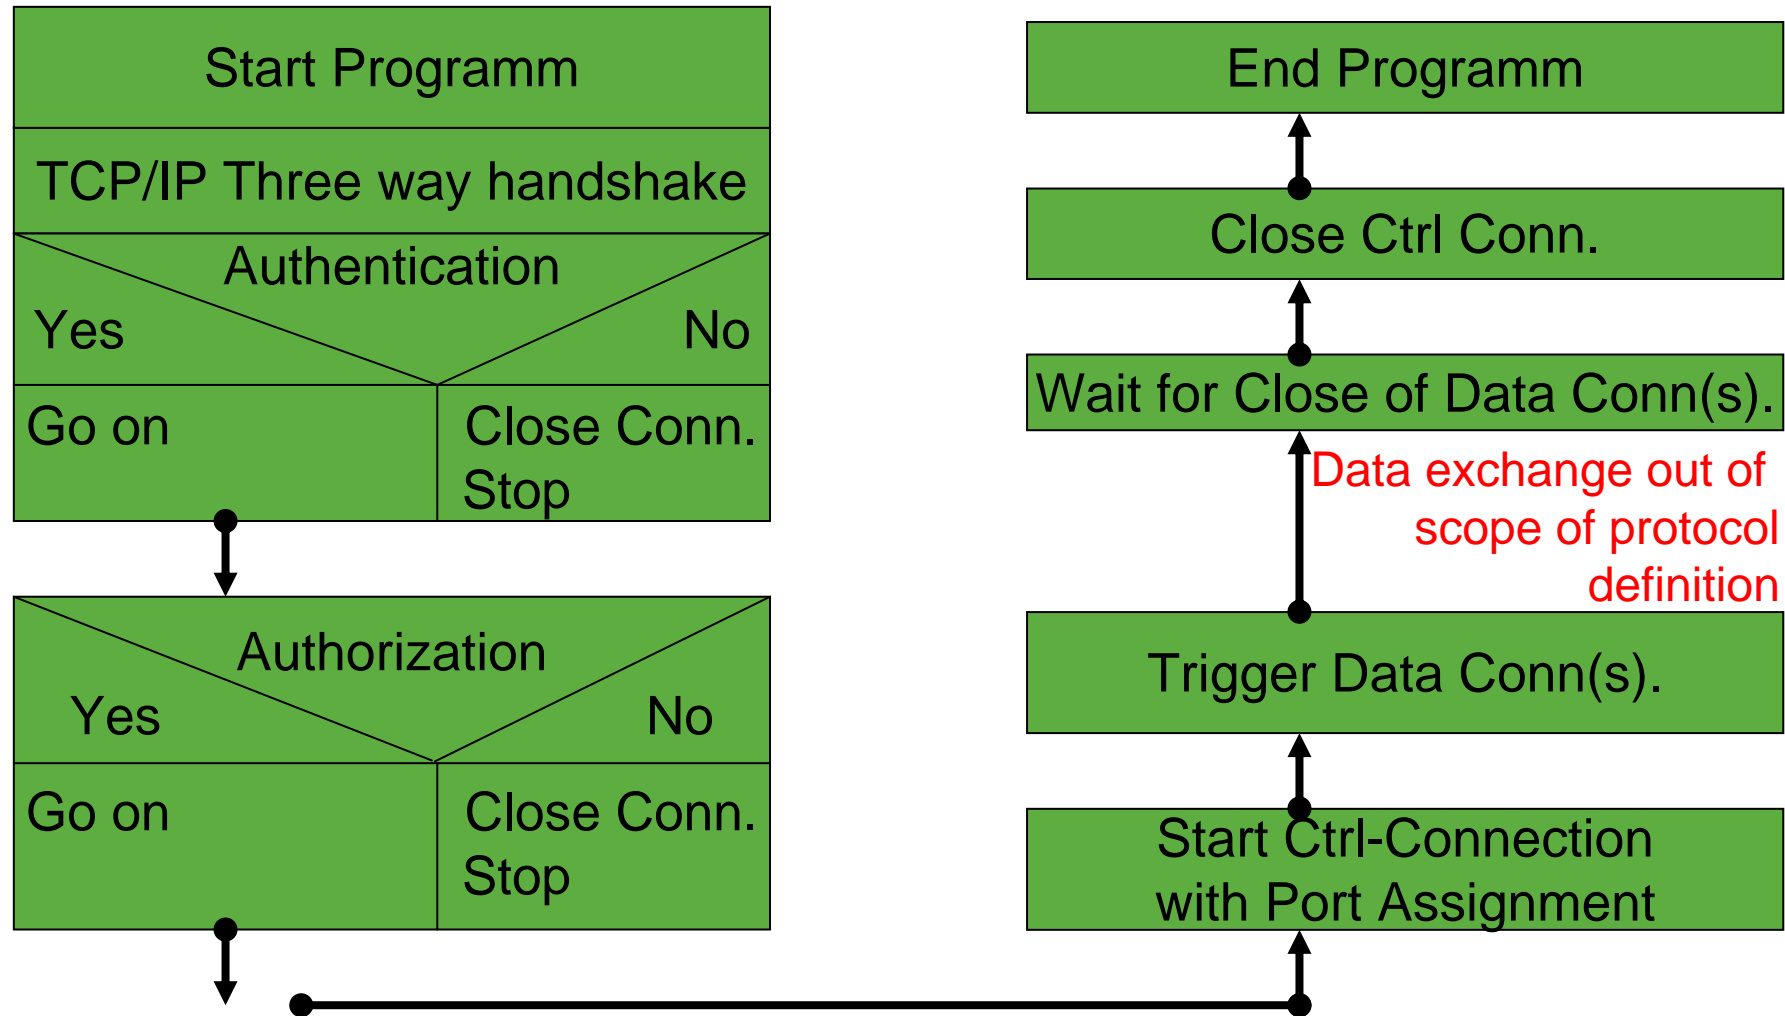 Start Programm
TCP/IP Three way handshake
Authentication
Yes
No
Go on
Close Conn.
Stop
Authorization
Yes
No
Go on
Close Conn.
Stop
End Programm
Close Ctrl Conn.
Wait for Close of Data Conn(s).
Data exchange out of
scope of protocol
definition
Trigger Data Conn(s).
Start Ctrl-Connection
with Port Assignment